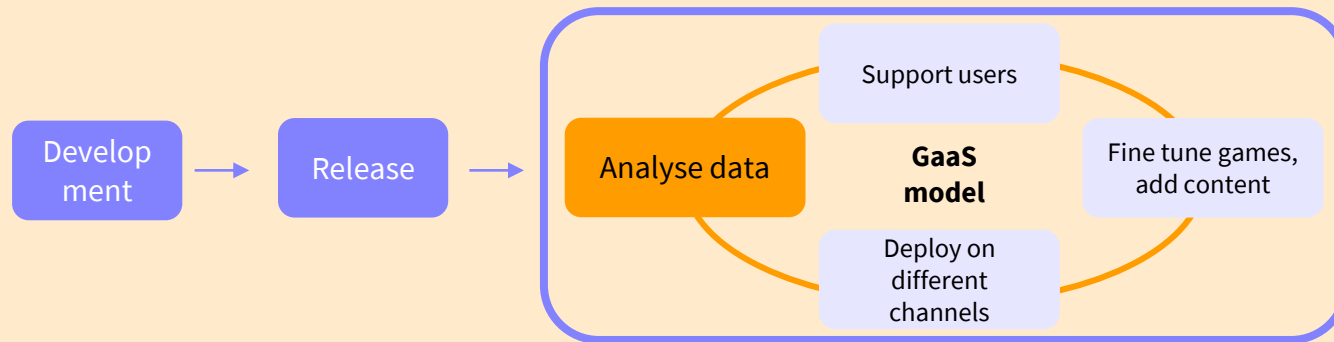 Develop
ment
Release
Analyse data
Support users
GaaS
model
Fine tune games,
add content
Deploy on
different
channels